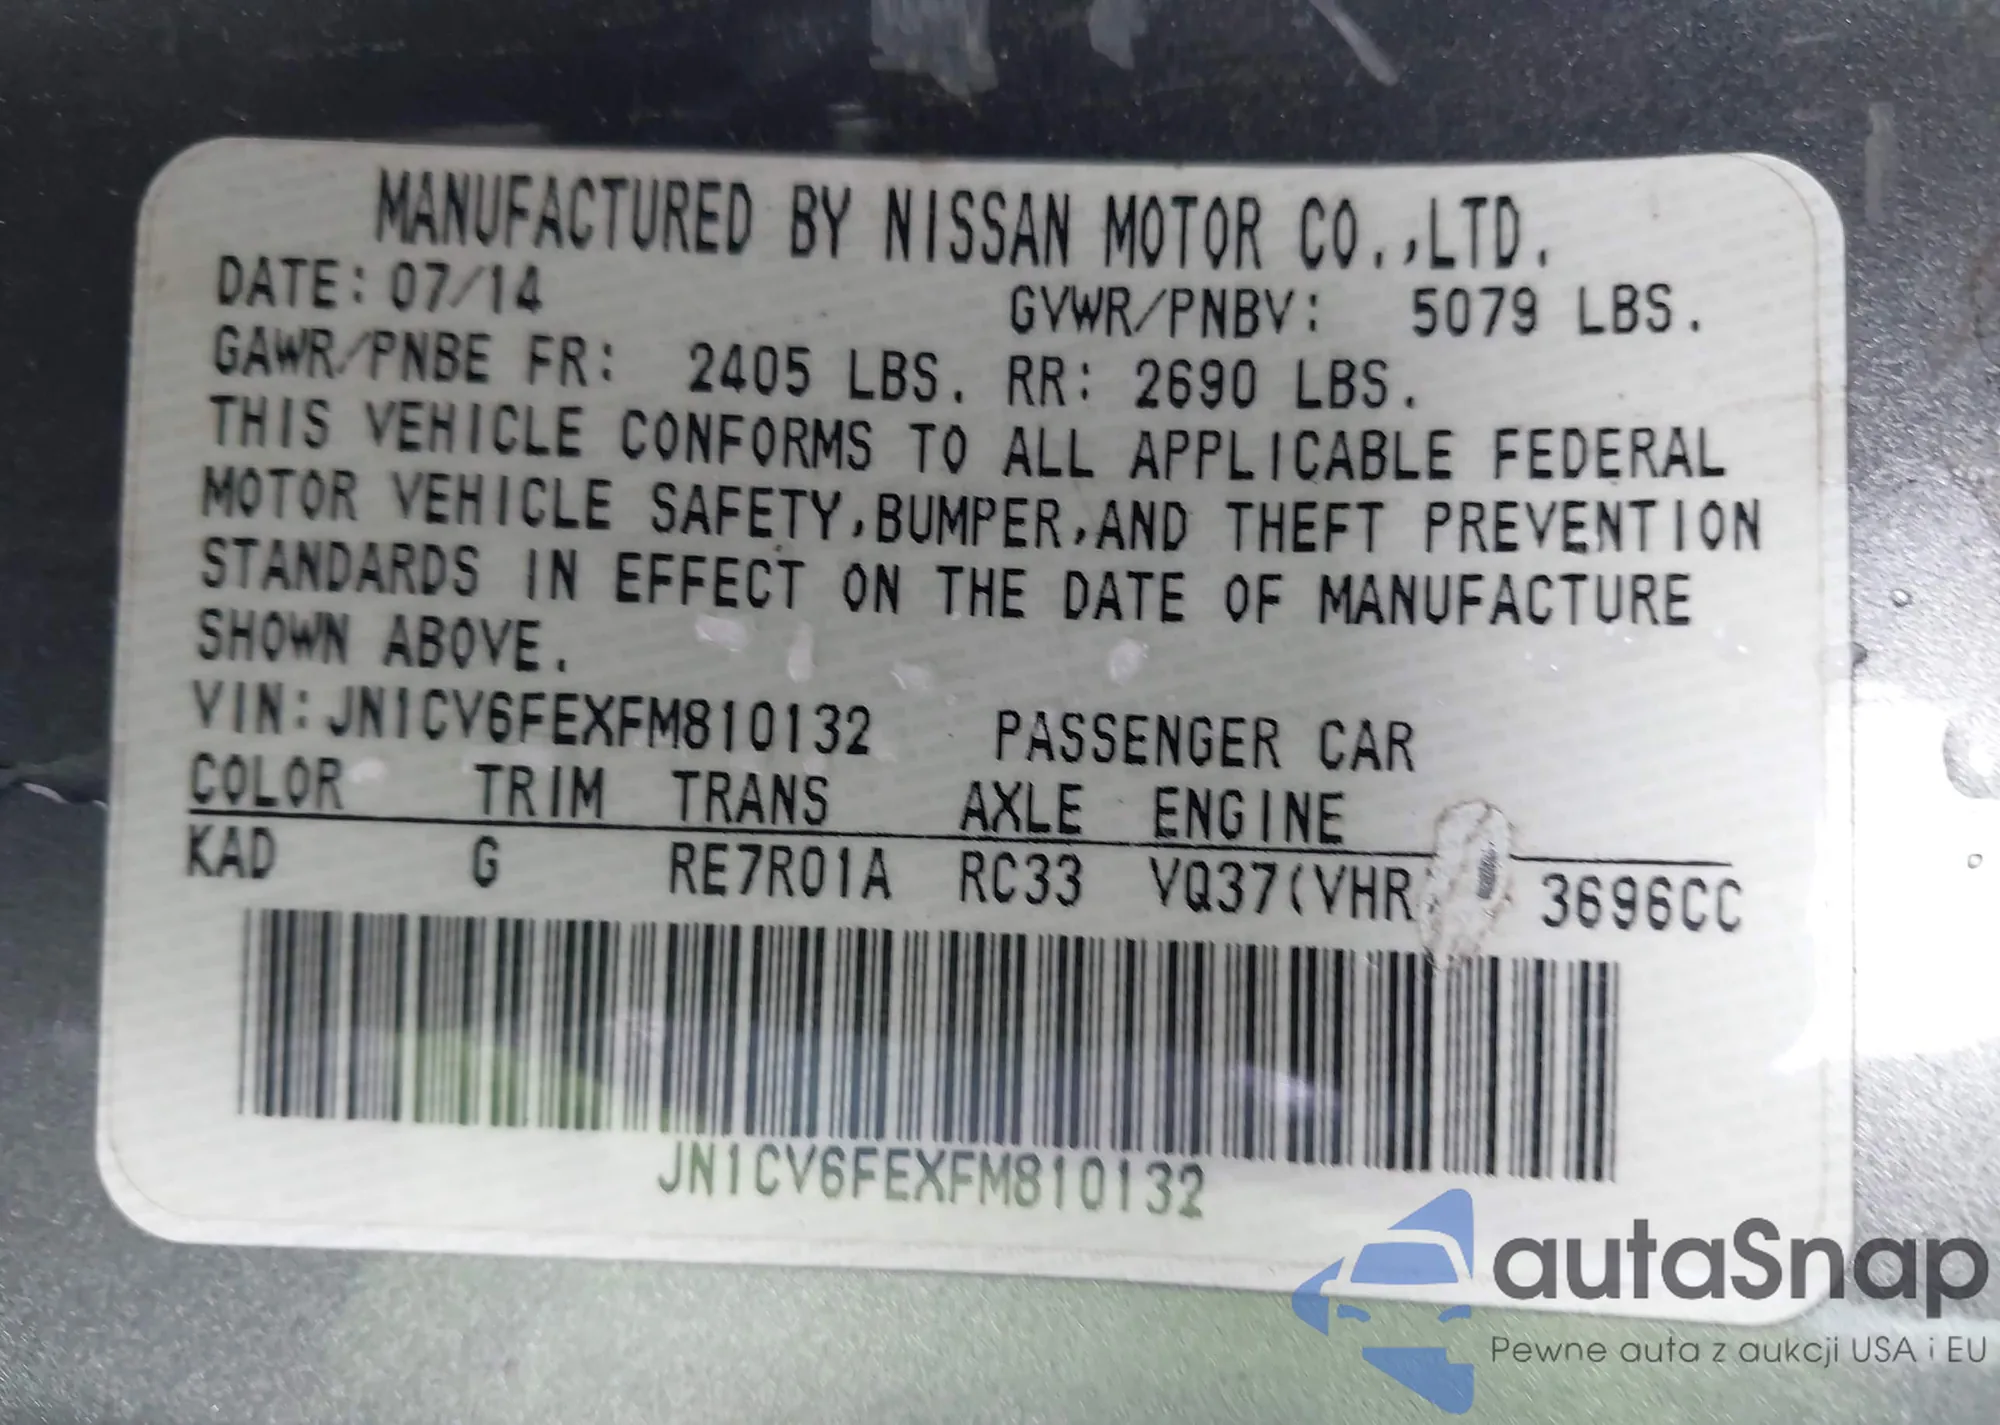 MANUFACTURED BY NISSAN MOTOR CO.,LTD.
DATE: 07/14 GVWR/PNBV: 5079 LBS.
GAWR/PNBE FR: 2405 LBS. RR: 2690 LBS.
THIS VEHICLE CONFORMS TO ALL APPLICABLE FEDERAL
MOTOR VEHICLE SAFETY,BUMPER,AND THEFT PREVENTION
STANDARDS IN EFFECT ON THE DATE OF MANUFACTURE
SHOWN ABOVE.
VIN:JN1CV6FEXFM810132 PASSENGER CAR
COLOR TRIM TRANS AXLE ENGINE
KAD G RE7R01A RC33 VQ37(VHR 3696CC
JN1CV6FEXFM810132
autaSnap
Pewne auta z aukcji USA i EU